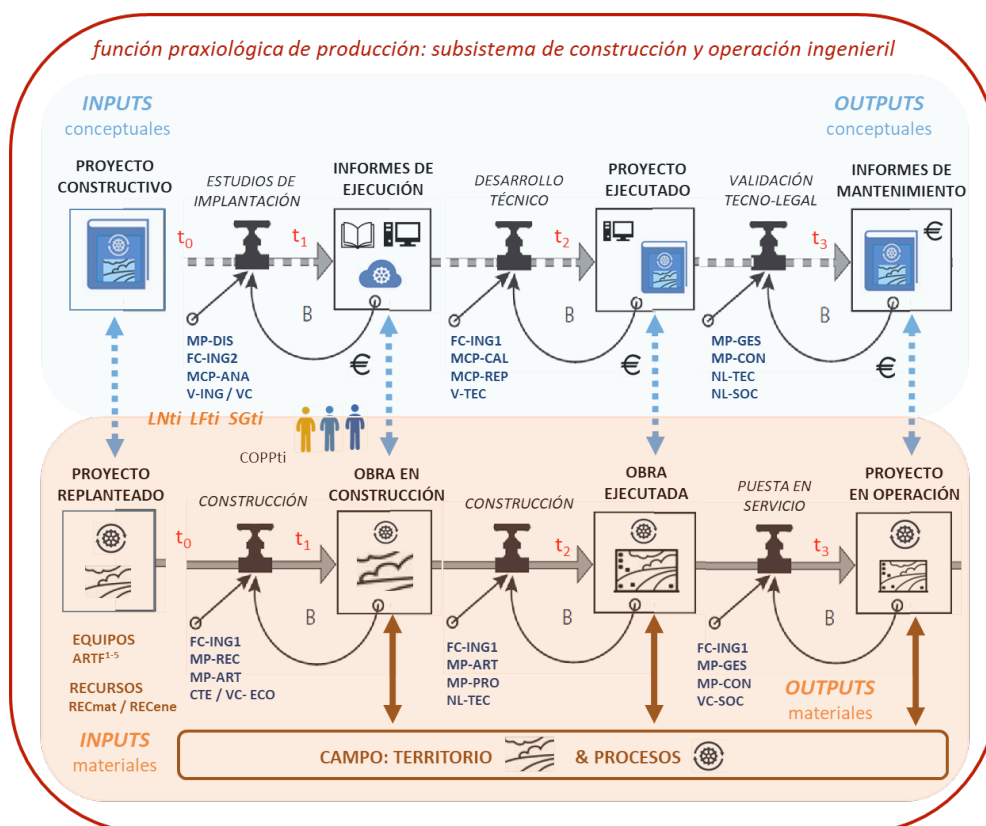 función praxiológica de producción: subsistema de construcción y operación ingenieril
INPUTS
conceptuales
OUTPUTS
conceptuales
PROYECTO
CONSTRUCTIVO
ESTUDIOS DE
IMPLANTACIÓN
INFORMES DE
EJECUCIÓN
DESARROLLO
TÉCNICO
PROYECTO
EJECUTADO
VALIDACIÓN
TECNO-LEGAL
INFORMES DE
MANTENIMIENTO
t0
t1
t2
t3
€
B
B
B
MP-DIS
FC-ING2
MCP-ANA
V-ING / VC
€
FC-ING1
MCP-CAL
MCP-REP
V-TEC
€
MP-GES
MP-CON
NL-TEC
NL-SOC
€
LNti LFti SGti
COPPti
PROYECTO
REPLANTEADO
CONSTRUCCIÓN
OBRA EN
CONSTRUCCIÓN
CONSTRUCCIÓN
OBRA
EJECUTADA
PUESTA EN
SERVICIO
PROYECTO
EN OPERACIÓN
t0
t1
t2
t3
B
B
B
EQUIPOS
ARTF1-5
RECURSOS
RECmat / RECene
FC-ING1
MP-REC
MP-ART
CTE / VC- ECO
FC-ING1
MP-ART
MP-PRO
NL-TEC
FC-ING1
MP-GES
MP-CON
VC-SOC
OUTPUTS
materiales
INPUTS
materiales
CAMPO: TERRITORIO & PROCESOS